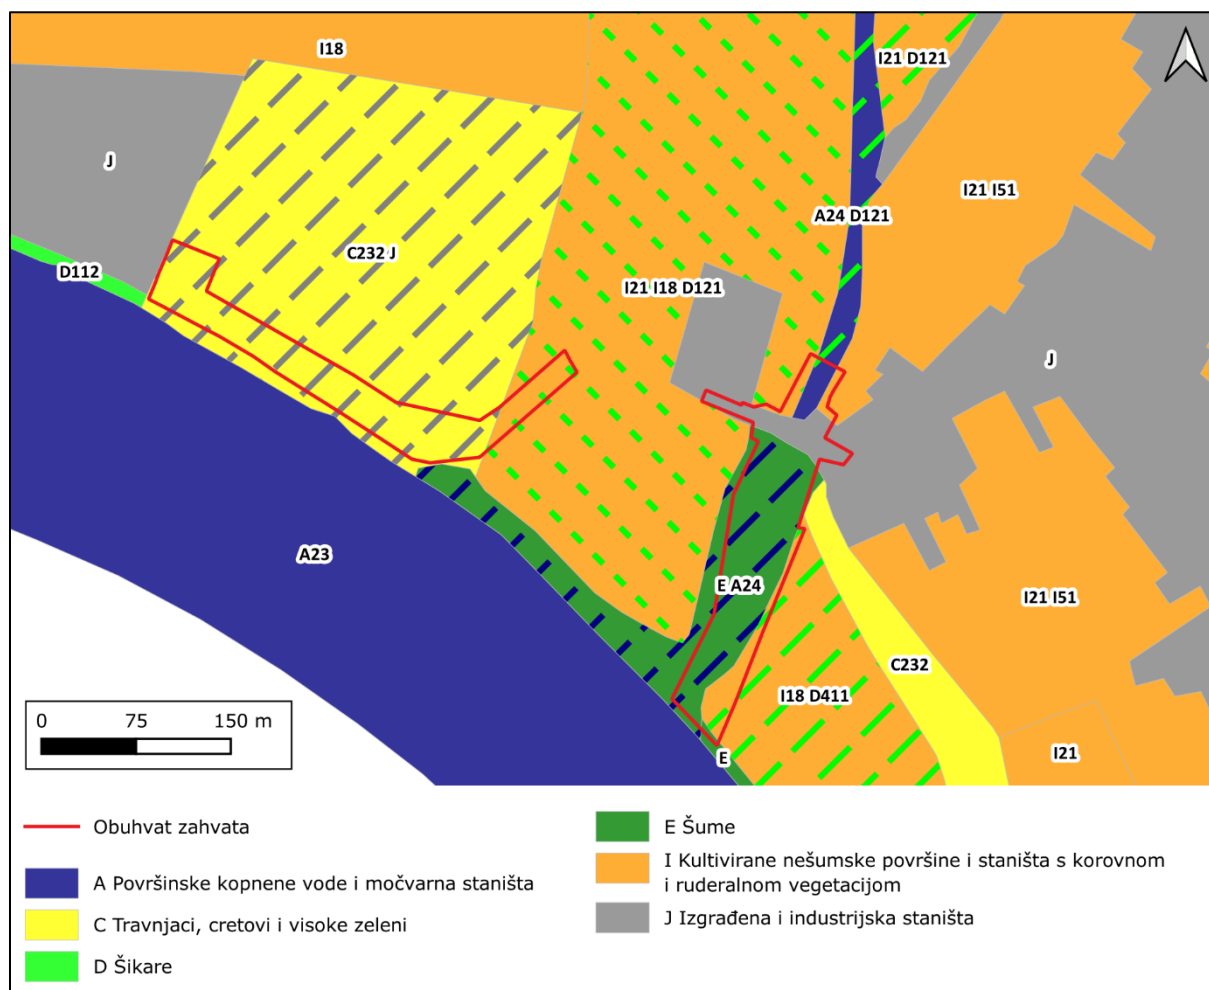 I18
I21 D121
J
I21 I51
A24 D121
C232 J
D112
I21 I18 D121
J
A23
E A24
I21 I51
C232
I18 D411
I21
E
0 75 150 m
Obuhvat zahvata
A Površinske kopnene vode i močvarna staništa
C Travnjaci, cretovi i visoke zeleni
D Šikare
E Šume
I Kultivirane nešumske površine i staništa s korovnom
i ruderalnom vegetacijom
J Izgrađena i industrijska staništa